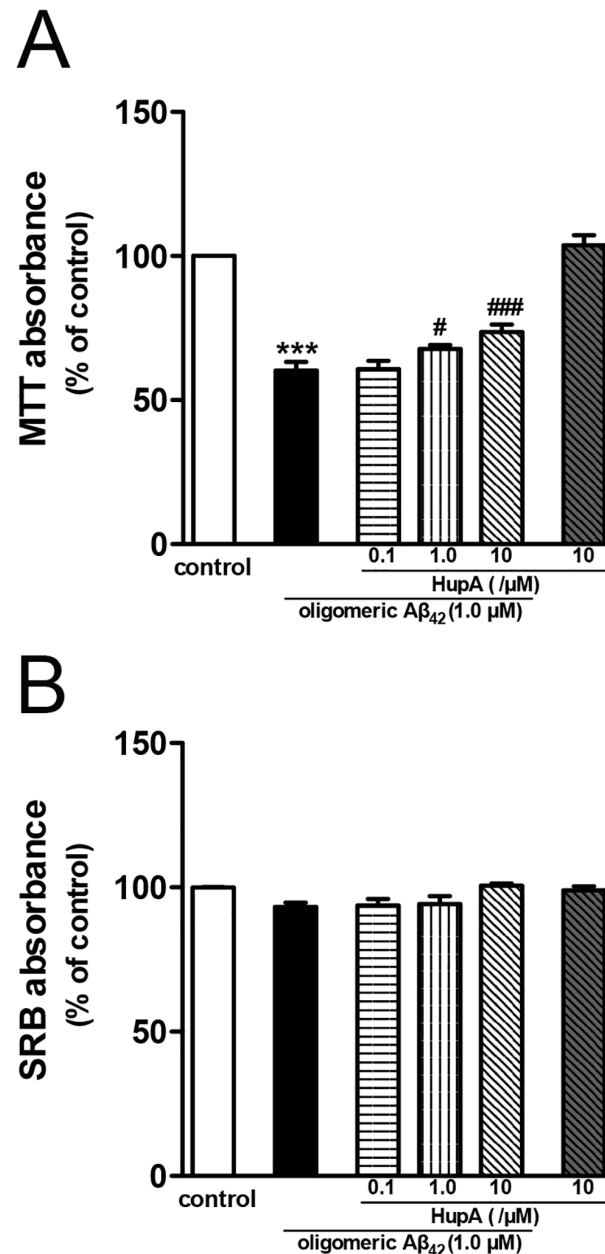 A
150
100
50
0
MTT absorbance
(% of control)
***
#
###
control
0.1 1.0 10 10
HupA ( /μM)
oligomeric Aβ42 (1.0 μM)
B
150
100
50
0
SRB absorbance
(% of control)
control
0.1 1.0 10 10
HupA ( /μM)
oligomeric Aβ42 (1.0 μM)